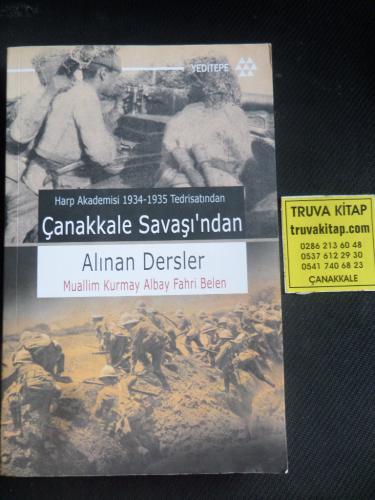 YEDİTEPE
Harp Akademisi 1934-1935 Tedrisatından
Çanakkale Savaşı'ndan
Alınan Dersler
Muallim Kurmay Albay Fahri Belen
TRUVA KİTAP
truvakitap.com
0286 213 60 48
0537 612 29 30
0541 740 68 23
ÇANAKKALE